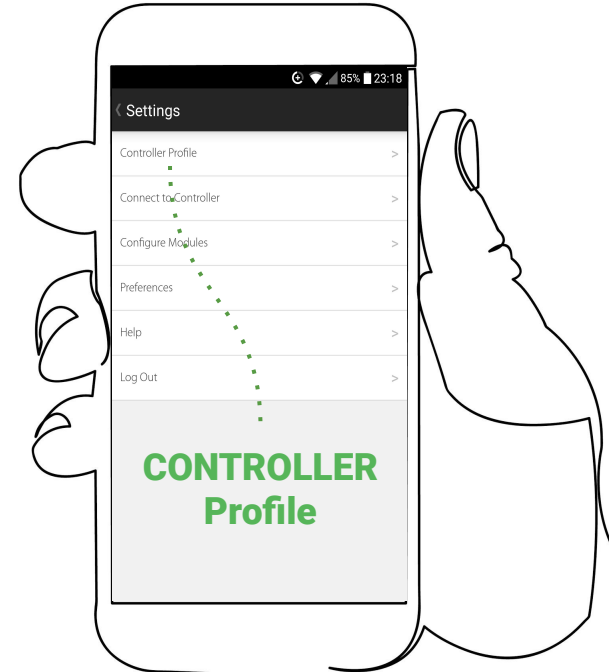 85% 23:18
Settings
Controller Profile >
Connect to Controller >
Configure Modules >
Preferences >
Help >
Log Out >
CONTROLLER
Profile